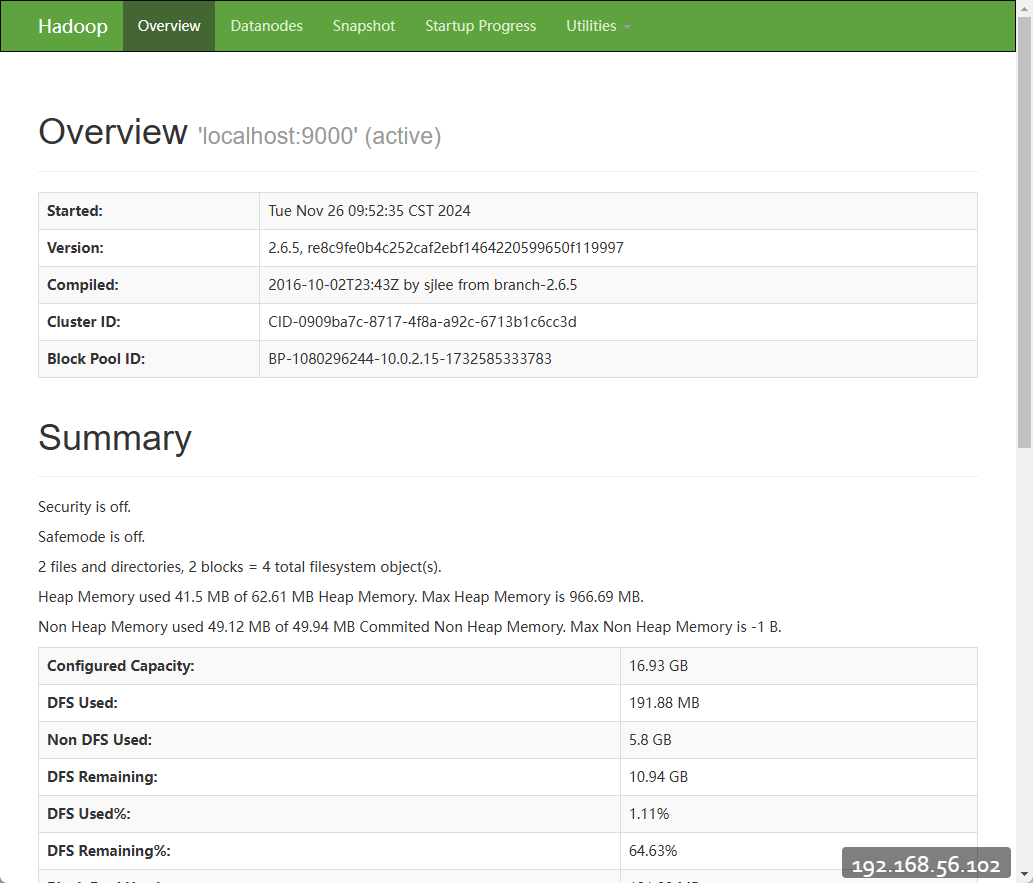 Hadoop Overview Datanodes Snapshot Startup Progress Utilities
Overview 'localhost:9000' (active)
Started: Tue Nov 26 09:52:35 CST 2024
Version: 2.6.5, re8c9fe0b4c252caf2ebf1464220599650f119997
Compiled: 2016-10-02T23:43Z by sjlee from branch-2.6.5
Cluster ID: CID-0909ba7c-8717-4f8a-a92c-6713b1c6cc3d
Block Pool ID: BP-1080296244-10.0.2.15-1732585333783
Summary
Security is off.
Safemode is off.
2 files and directories, 2 blocks = 4 total filesystem object(s).
Heap Memory used 41.5 MB of 62.61 MB Heap Memory. Max Heap Memory is 966.69 MB.
Non Heap Memory used 49.12 MB of 49.94 MB Commited Non Heap Memory. Max Non Heap Memory is -1 B.
Configured Capacity: 16.93 GB
DFS Used: 191.88 MB
Non DFS Used: 5.8 GB
DFS Remaining: 10.94 GB
DFS Used%: 1.11%
DFS Remaining%: 64.63%
192.168.56.102